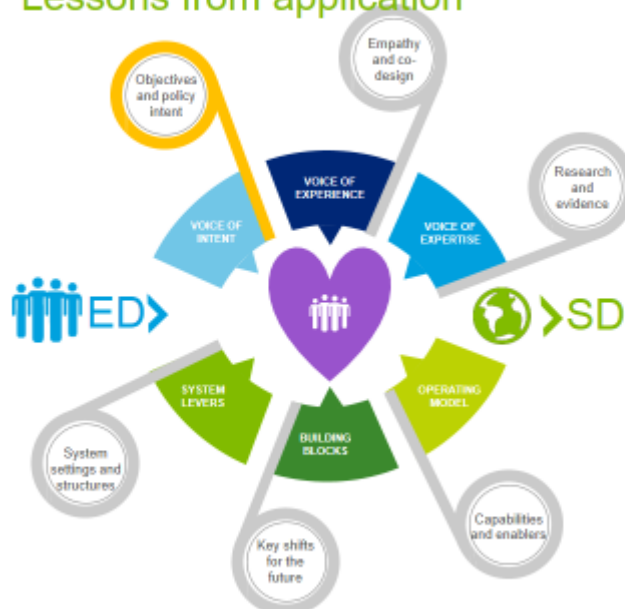 Lessons from application
Empathy
and co-
design
Objectives
and policy
intent
Research
and
evidence
VOICE OF
EXPERIENCE
VOICE OF
INTENT
VOICE OF
EXPERTISE
ED>
>SD
SYSTEM
LEVERS
OPERATING
MODEL
BUILDING
BLOCKS
System
settings and
structures
Capabilities
and enablers
Key shifts
for the
future